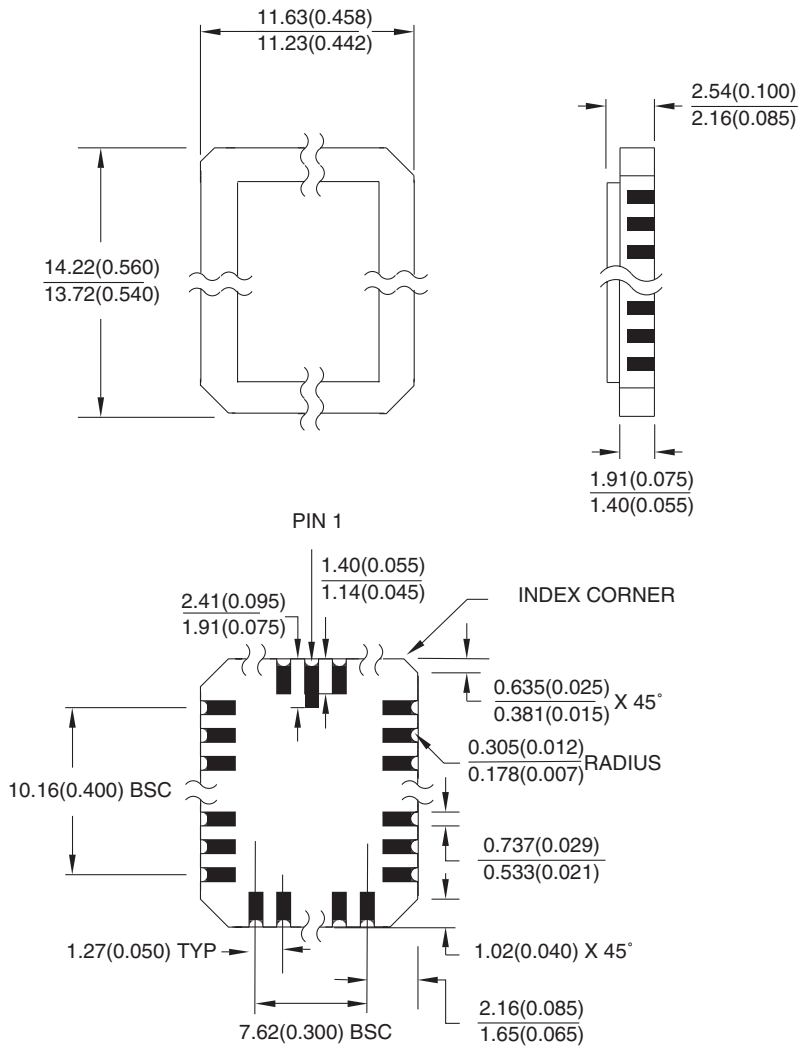 11.63(0.458)
11.23(0.442)
2.54(0.100)
2.16(0.085)
14.22(0.560)
13.72(0.540)
1.91(0.075)
1.40(0.055)
PIN 1
1.40(0.055)
1.14(0.045)
2.41(0.095)
1.91(0.075)
INDEX CORNER
0.635(0.025)
0.381(0.015) X 45°
0.305(0.012)
0.178(0.007) RADIUS
10.16(0.400) BSC
0.737(0.029)
0.533(0.021)
1.27(0.050) TYP
1.02(0.040) X 45°
2.16(0.085)
1.65(0.065)
7.62(0.300) BSC